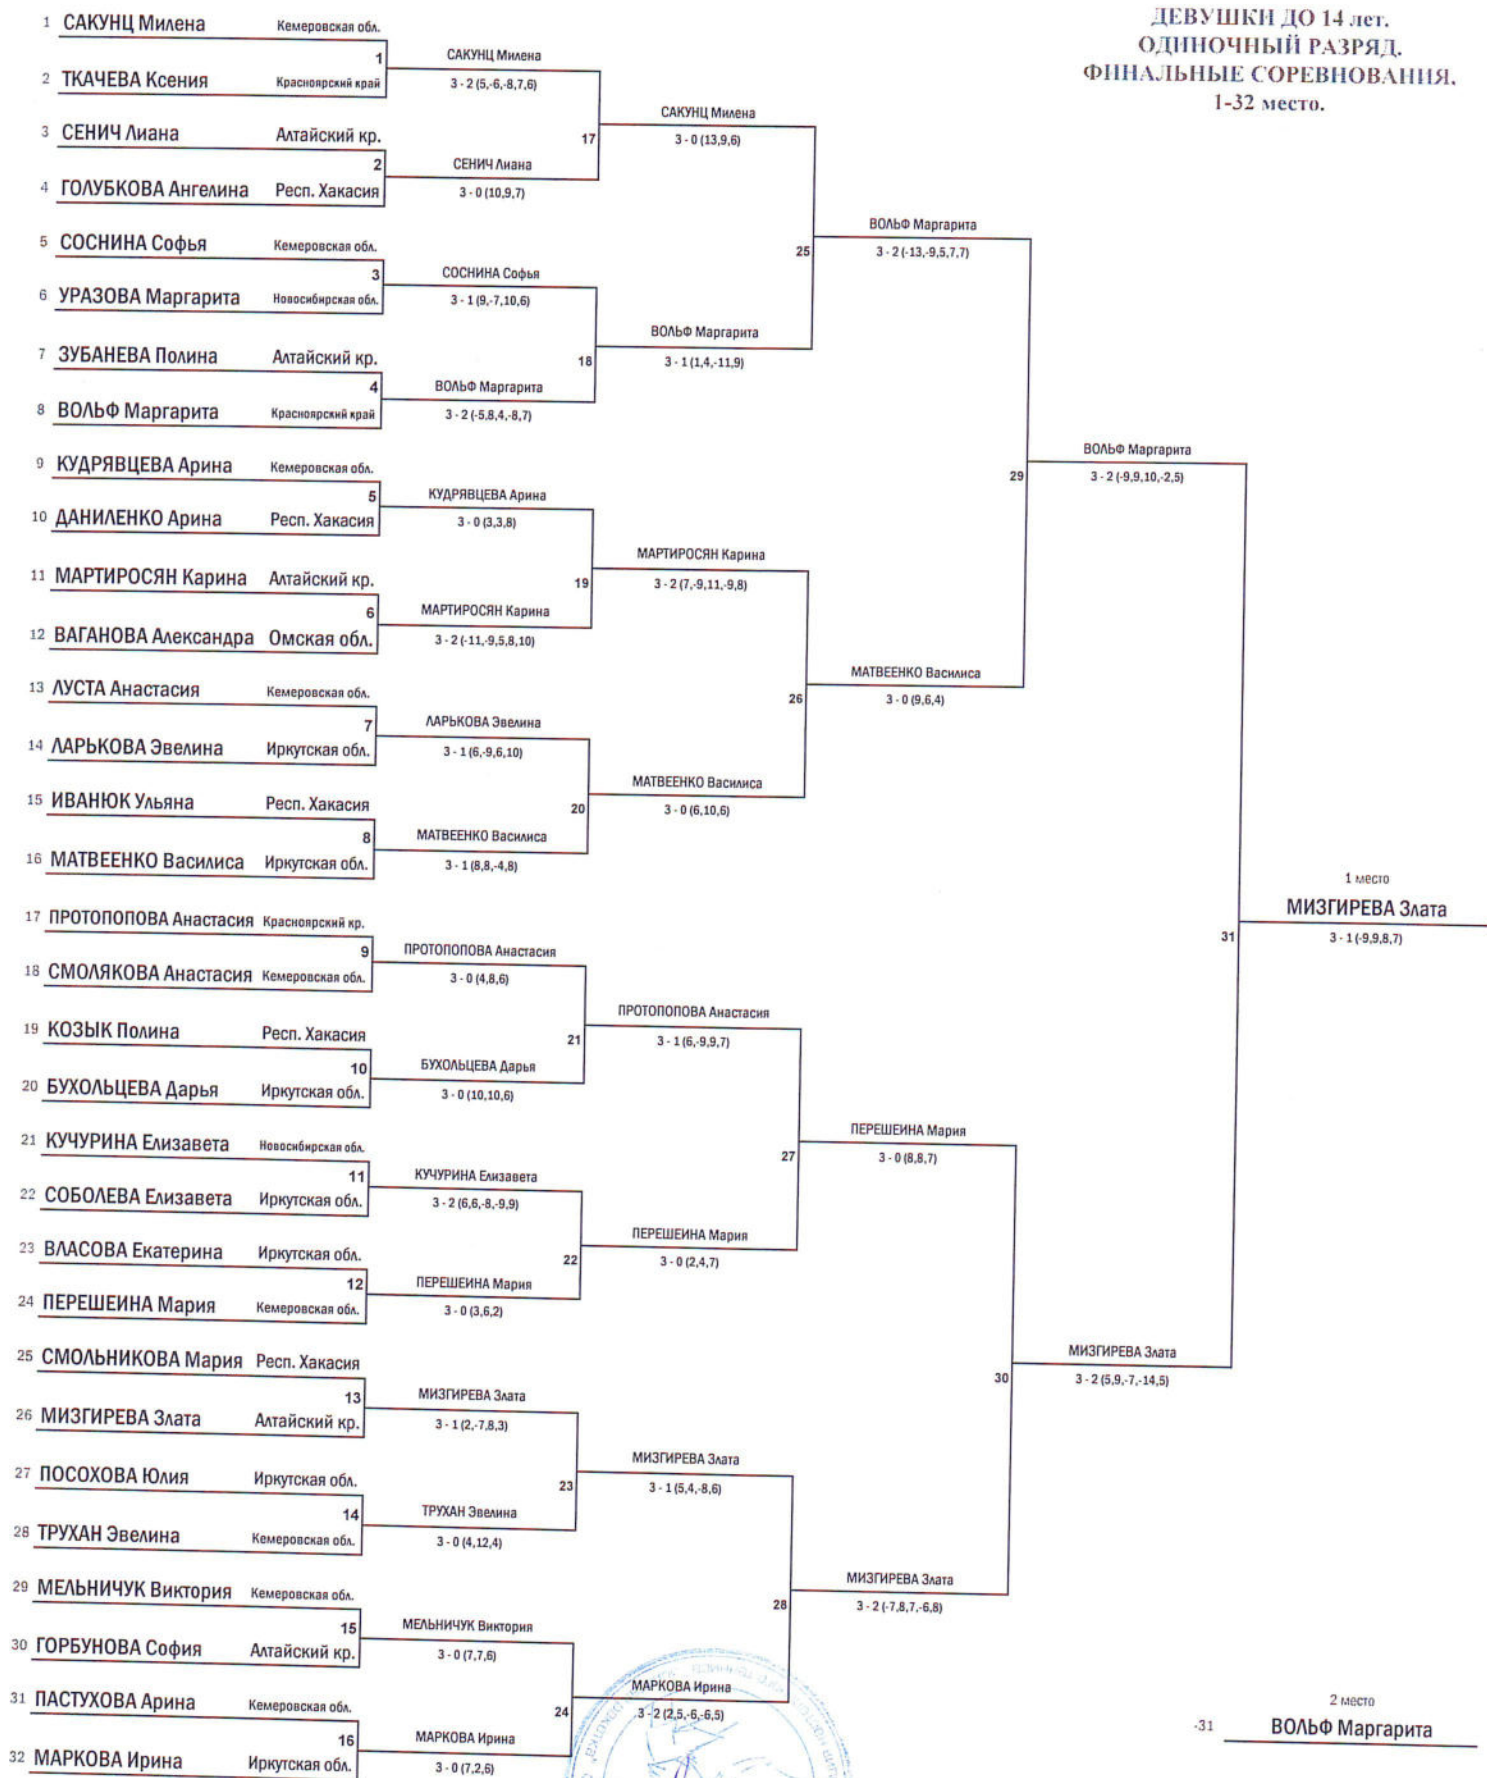 ДЕВУШКИ ДО 14 лет.
ОДИНОЧНЫЙ РАЗРЯД.
ФИНАЛЬНЫЕ СОРЕВНОВАНИЯ.
1-32 место.
1 САКУНЦ Милена Кемеровская обл.
1 САКУНЦ Милена
2 ТКАЧЕВА Ксения Красноярский край
3 - 2 (5,-6,-8,7,6)
САКУНЦ Милена
3 СЕНИЧ Лиана Алтайский кр.
17 3 - 0 (13,9,6)
2 СЕНИЧ Лиана
4 ГОЛУБКОВА Ангелина Респ. Хакасия
3 - 0 (10,9,7)
ВОЛЬФ Маргарита
5 СОСНИНА Софья Кемеровская обл.
25 3 - 2 (-13,-9,5,7,7)
3 СОСНИНА Софья
6 УРАЗОВА Маргарита Новосибирская обл.
3 - 1 (9,-7,10,6)
ВОЛЬФ Маргарита
7 ЗУБАНЕВА Полина Алтайский кр.
18 3 - 1 (1,4,-11,9)
4 ВОЛЬФ Маргарита
8 ВОЛЬФ Маргарита Красноярский край
3 - 2 (-5,8,4,-8,7)
ВОЛЬФ Маргарита
9 КУДРЯВЦЕВА Арина Кемеровская обл.
29 3 - 2 (-9,9,10,-2,5)
5 КУДРЯВЦЕВА Арина
10 ДАНИЛЕНКО Арина Респ. Хакасия
3 - 0 (3,3,8)
МАРТИРОСЯН Карина
11 МАРТИРОСЯН Карина Алтайский кр.
19 3 - 2 (7,-9,11,-9,8)
6 МАРТИРОСЯН Карина
12 ВАГАНОВА Александра Омская обл.
3 - 2 (-11,-9,5,8,10)
МАТВЕЕНКО Василиса
13 ЛУСТА Анастасия Кемеровская обл.
26 3 - 0 (9,6,4)
7 ЛАРЬКОВА Эвелина
14 ЛАРЬКОВА Эвелина Иркутская обл.
3 - 1 (6,-9,6,10)
МАТВЕЕНКО Василиса
15 ИВАНЮК Ульяна Респ. Хакасия
20 3 - 0 (6,10,6)
8 МАТВЕЕНКО Василиса
16 МАТВЕЕНКО Василиса Иркутская обл.
3 - 1 (8,8,-4,8)
1 место
МИЗГИРЕВА Злата
17 ПРОТОПОПОВА Анастасия Красноярский кр.
31 3 - 1 (-9,9,8,7)
9 ПРОТОПОПОВА Анастасия
18 СМОЛЯКОВА Анастасия Кемеровская обл.
3 - 0 (4,8,6)
ПРОТОПОПОВА Анастасия
19 КОЗЫК Полина Респ. Хакасия
21 3 - 1 (6,-9,9,7)
10 БУХОЛЬЦЕВА Дарья
20 БУХОЛЬЦЕВА Дарья Иркутская обл.
3 - 0 (10,10,6)
ПЕРЕШЕИНА Мария
21 КУЧУРИНА Елизавета Новосибирская обл.
27 3 - 0 (8,8,7)
11 КУЧУРИНА Елизавета
22 СОБОЛЕВА Елизавета Иркутская обл.
3 - 2 (6,6,-8,-9,9)
ПЕРЕШЕИНА Мария
23 ВЛАСОВА Екатерина Иркутская обл.
22 3 - 0 (2,4,7)
12 ПЕРЕШЕИНА Мария
24 ПЕРЕШЕИНА Мария Кемеровская обл.
3 - 0 (3,6,2)
МИЗГИРЕВА Злата
25 СМОЛЬНИКОВА Мария Респ. Хакасия
30 3 - 2 (5,9,-7,-14,5)
13 МИЗГИРЕВА Злата
26 МИЗГИРЕВА Злата Алтайский кр.
3 - 1 (2,-7,8,3)
МИЗГИРЕВА Злата
27 ПОСОХОВА Юлия Иркутская обл.
23 3 - 1 (5,4,-8,6)
14 ТРУХАН Эвелина
28 ТРУХАН Эвелина Кемеровская обл.
3 - 0 (4,12,4)
МИЗГИРЕВА Злата
29 МЕЛЬНИЧУК Виктория Кемеровская обл.
28 3 - 2 (-7,8,7,-6,8)
15 МЕЛЬНИЧУК Виктория
30 ГОРБУНОВА София Алтайский кр.
3 - 0 (7,7,6)
МАРКОВА Ирина
31 ПАСТУХОВА Арина Кемеровская обл.
24 3 - 2 (2,5,-6,-6,5)
2 место
-31 ВОЛЬФ Маргарита
16 МАРКОВА Ирина
32 МАРКОВА Ирина Иркутская обл.
3 - 0 (7,2,6)